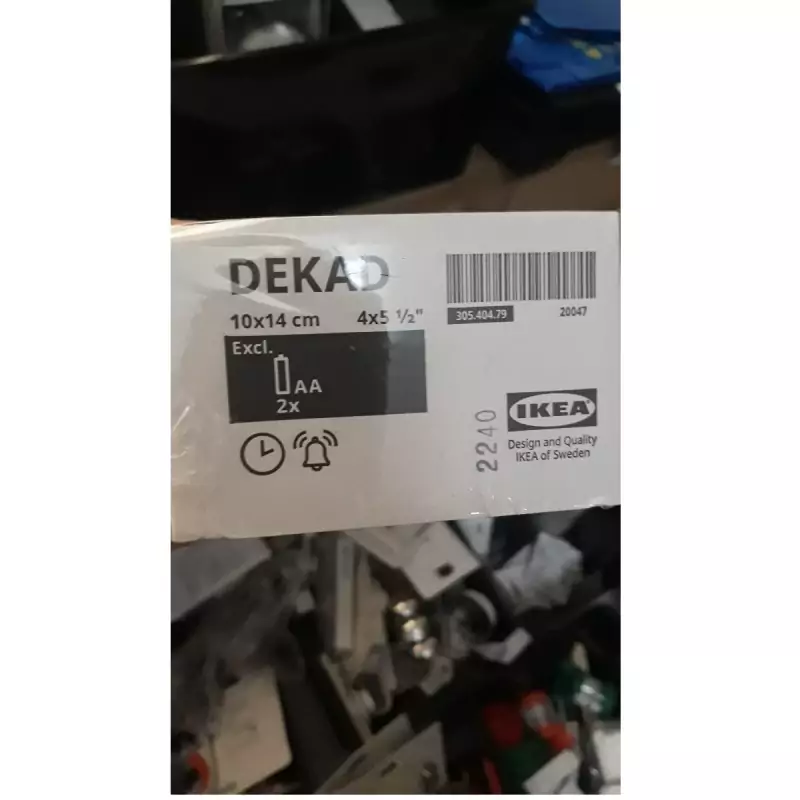 DEKAD
10x14 cm 4x5 ½"
305.404.79 20047
Excl.
AA
2x
2240
IKEA
Design and Quality
IKEA of Sweden